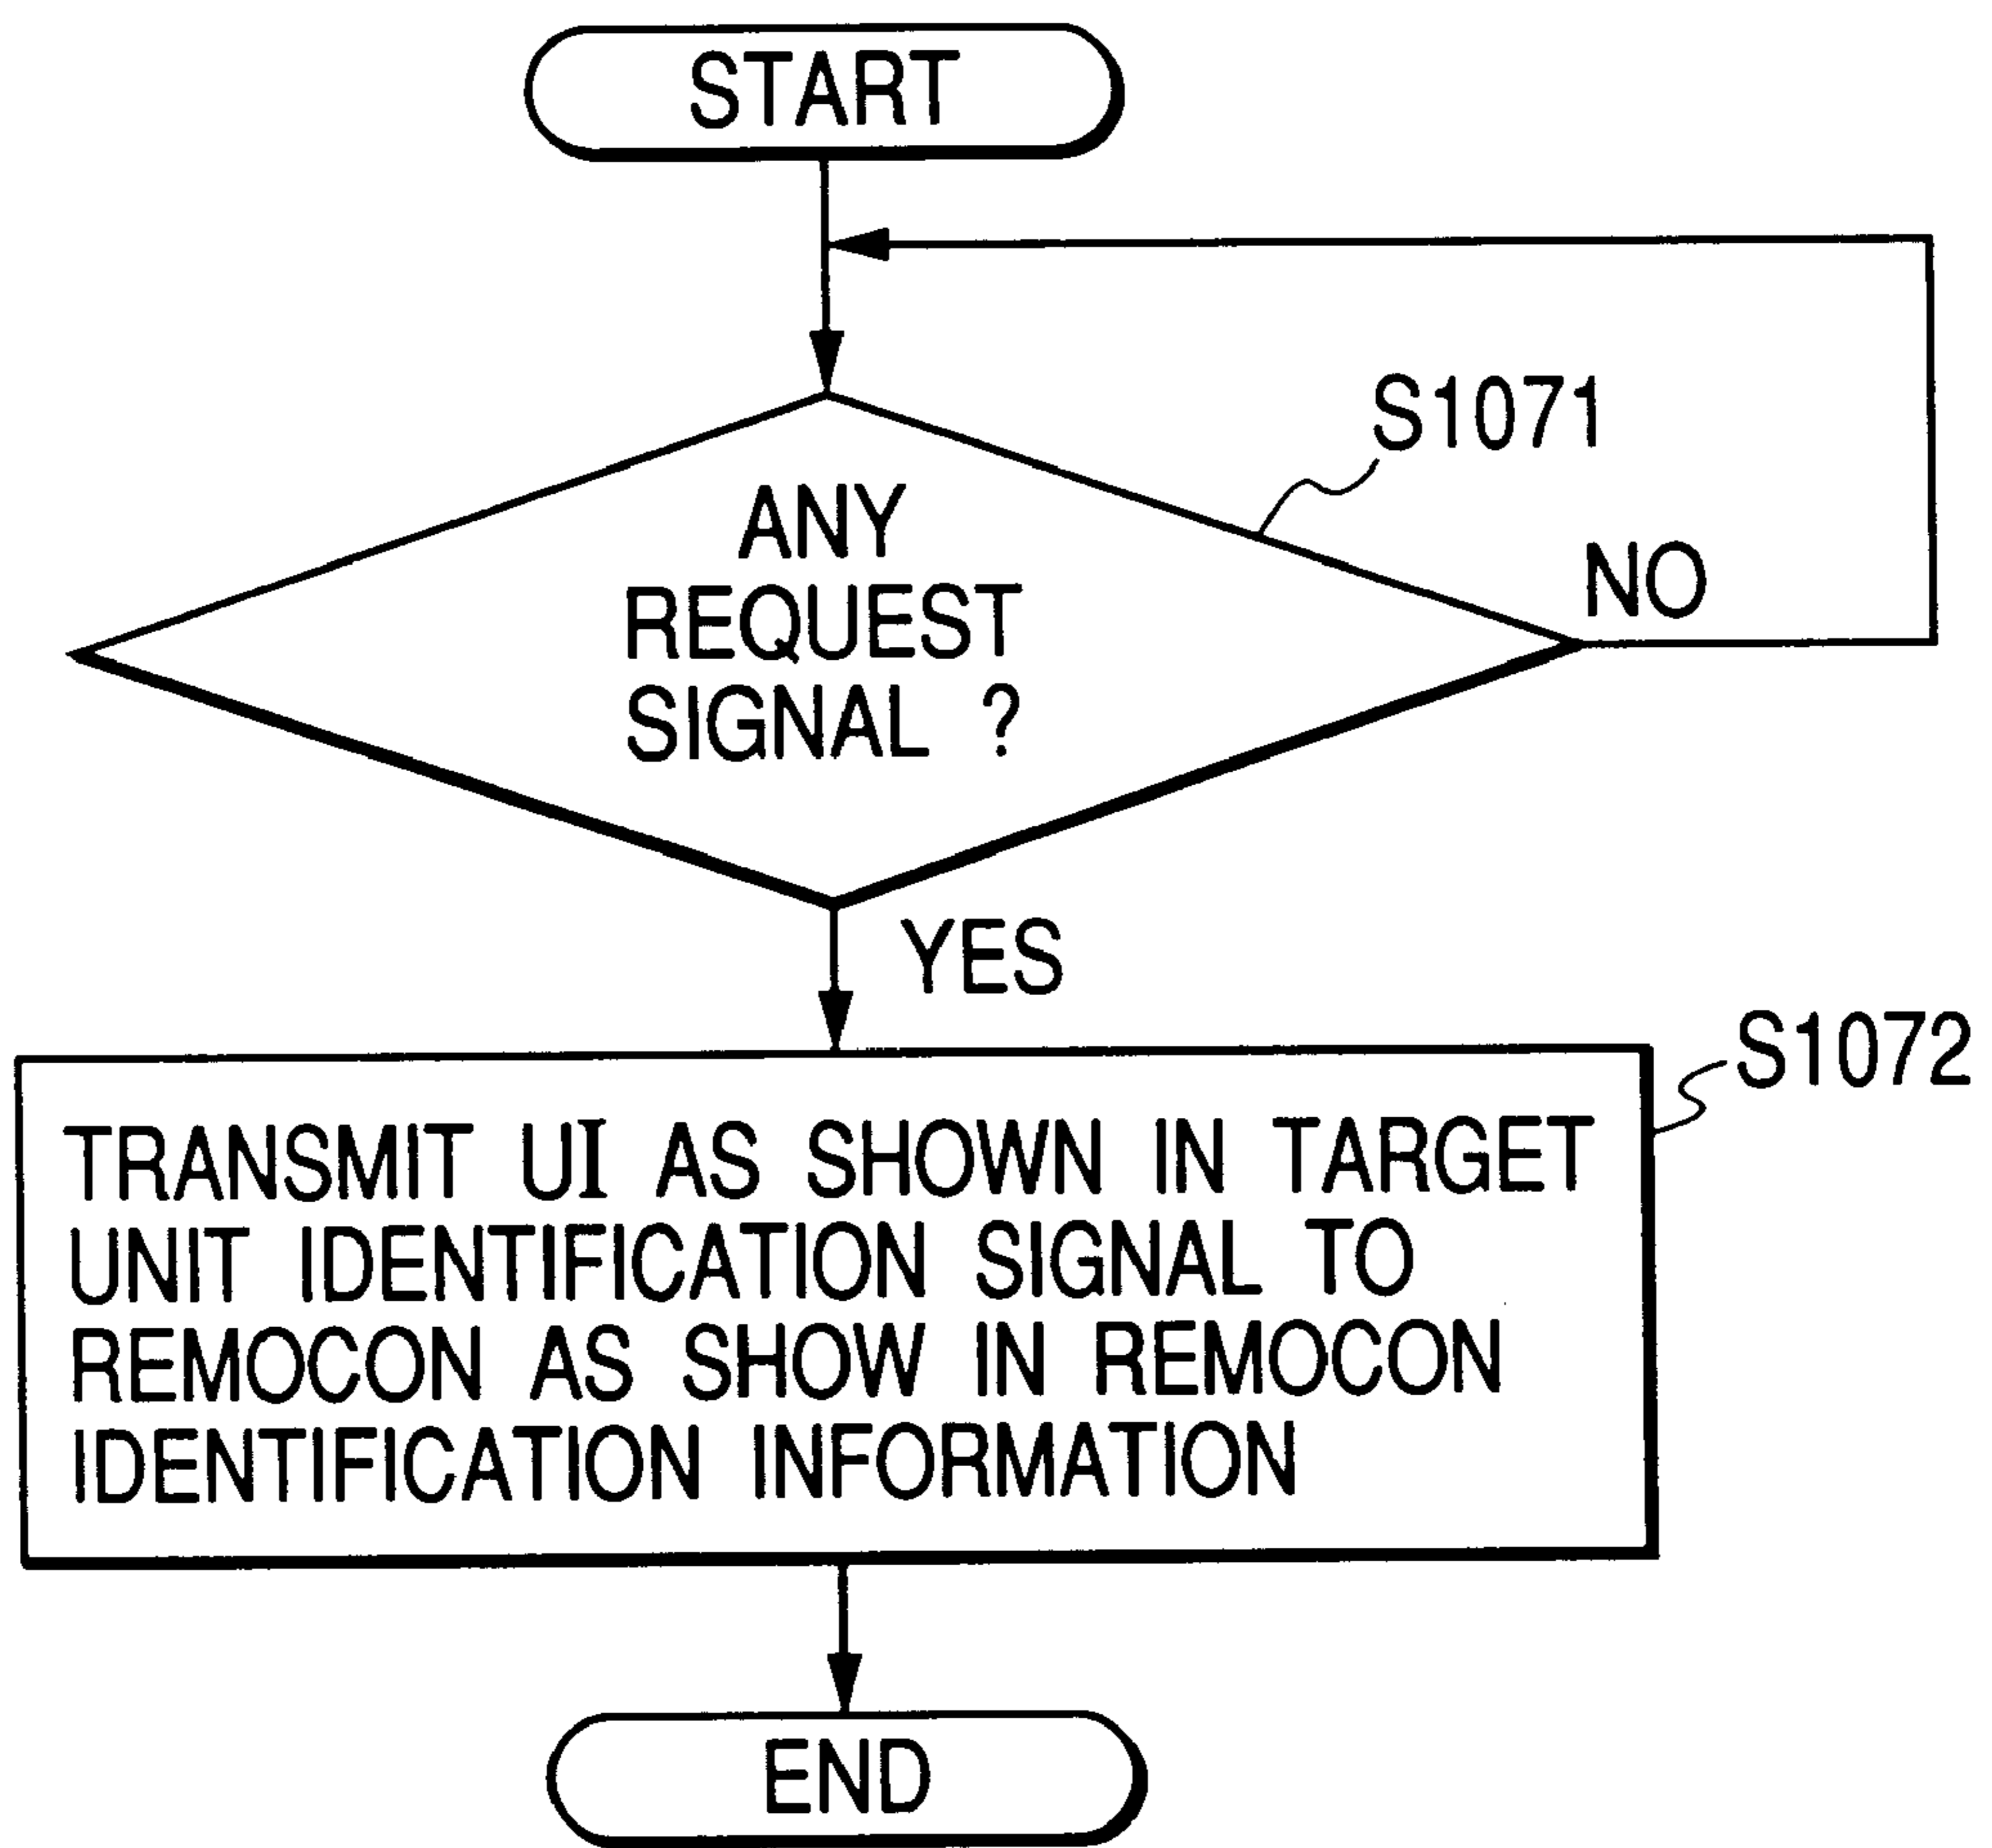 START
S1071
ANY
REQUEST
SIGNAL ?
NO
YES
S1072
TRANSMIT UI AS SHOWN IN TARGET
UNIT IDENTIFICATION SIGNAL TO
REMOCON AS SHOW IN REMOCON
IDENTIFICATION INFORMATION
END